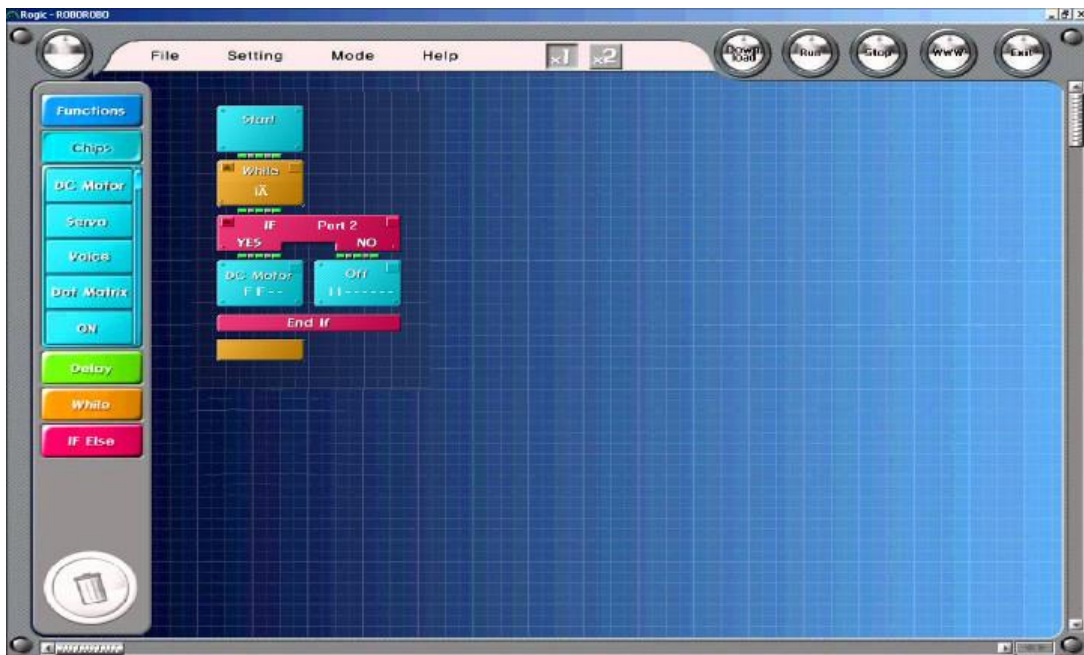 Rogic - ROBOROBO
File Setting Mode Help x1 x2 Down load Run Stop WWW Exit
Functions
Chips
DC Motor
Servo
Voice
Dot Matrix
ON
Delay
While
IF Else
Start
While
IF Port 2
YES NO
DC Motor Off
F F - - I I - - - - - -
End If